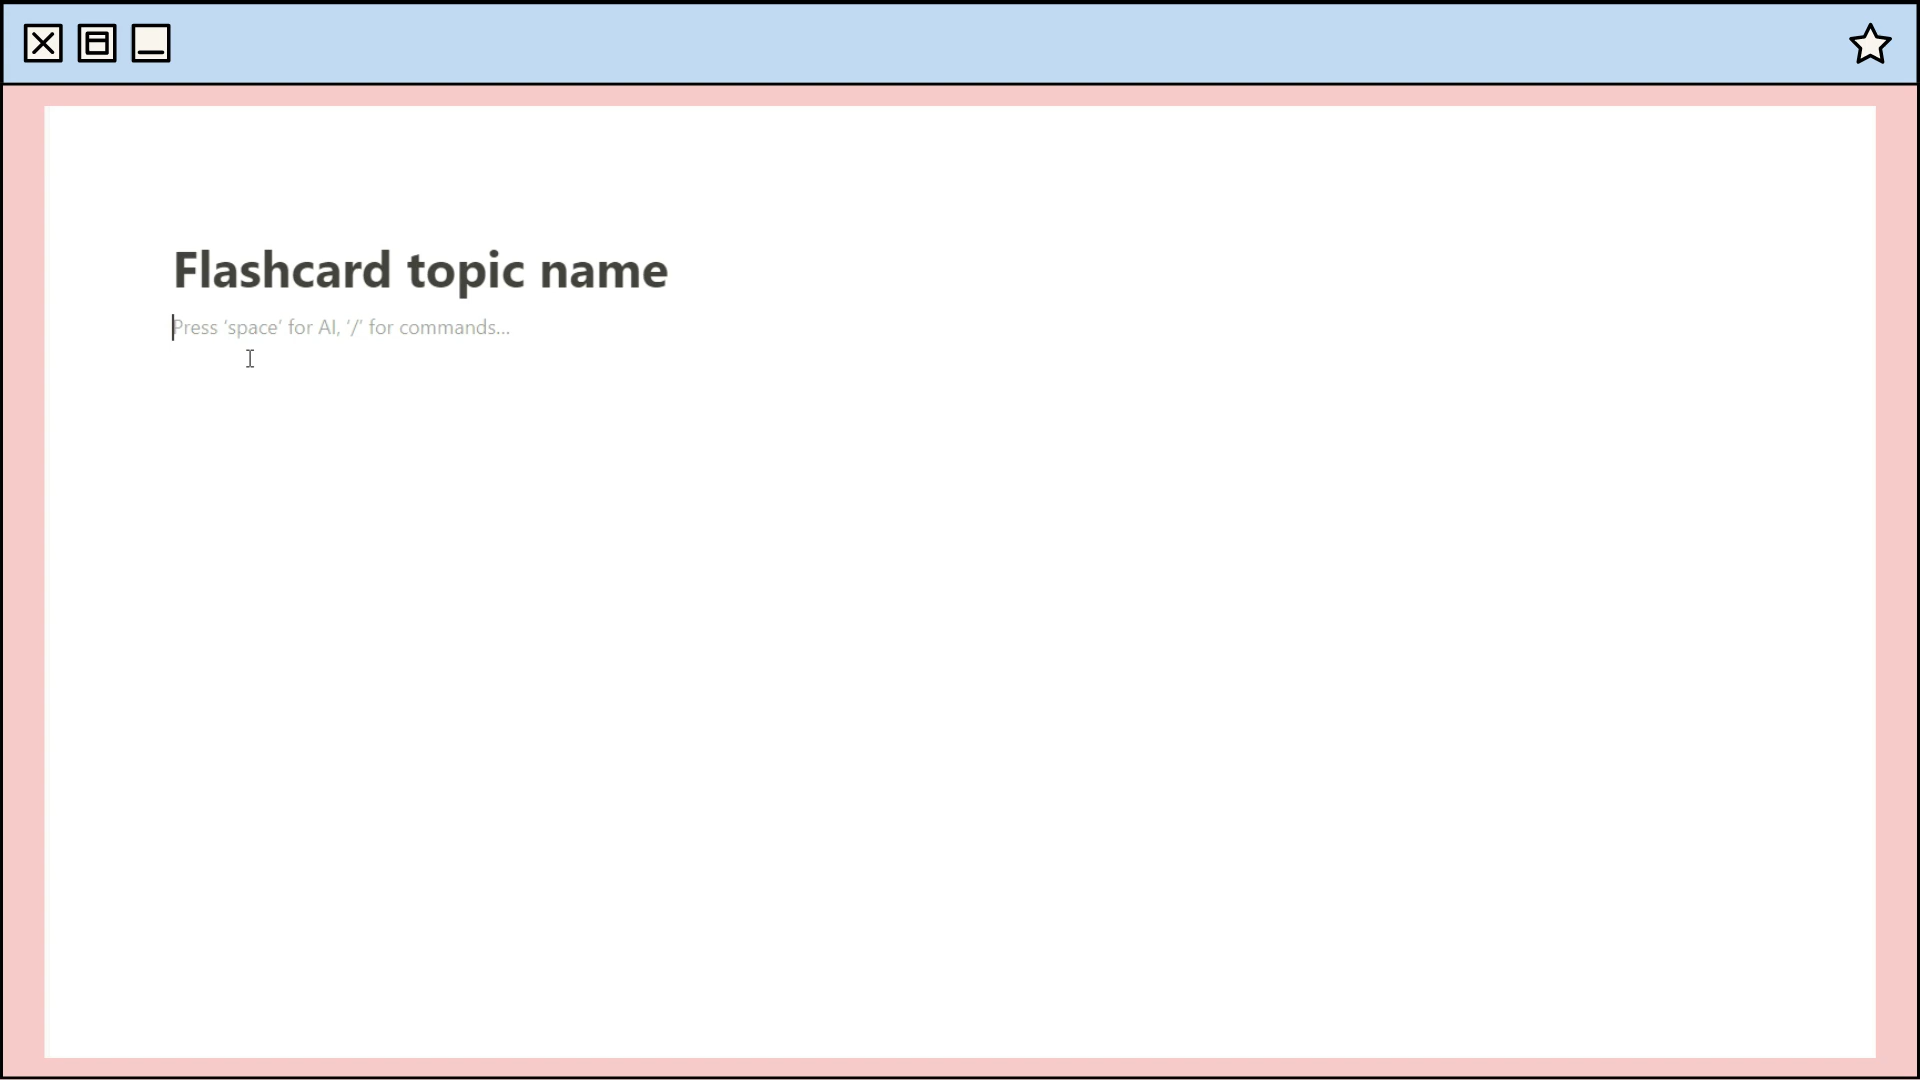 Flashcard topic name
Press ‘space’ for AI, ‘/’ for commands...